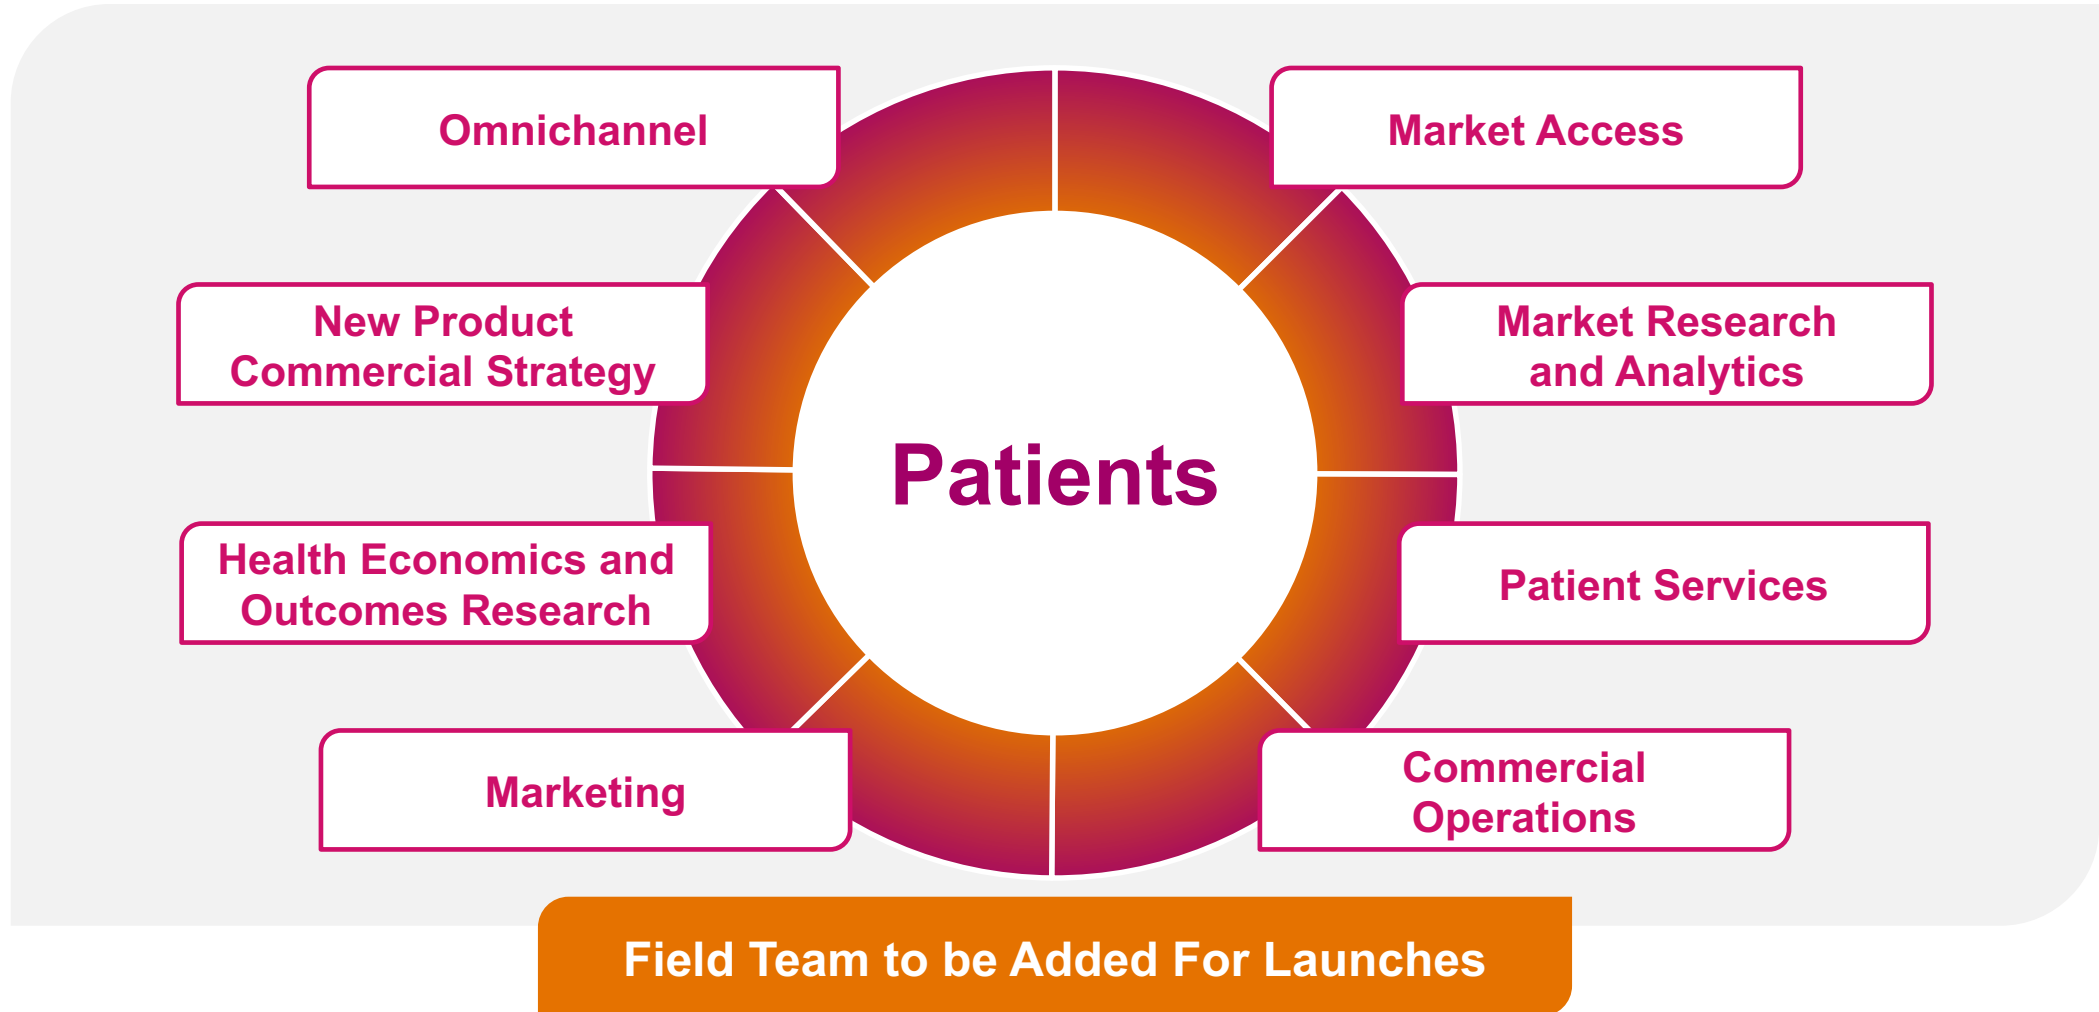 Omnichannel
Market Access
New Product
Commercial Strategy
Market Research
and Analytics
Patients
Health Economics and
Outcomes Research
Patient Services
Marketing
Commercial
Operations
Field Team to be Added For Launches